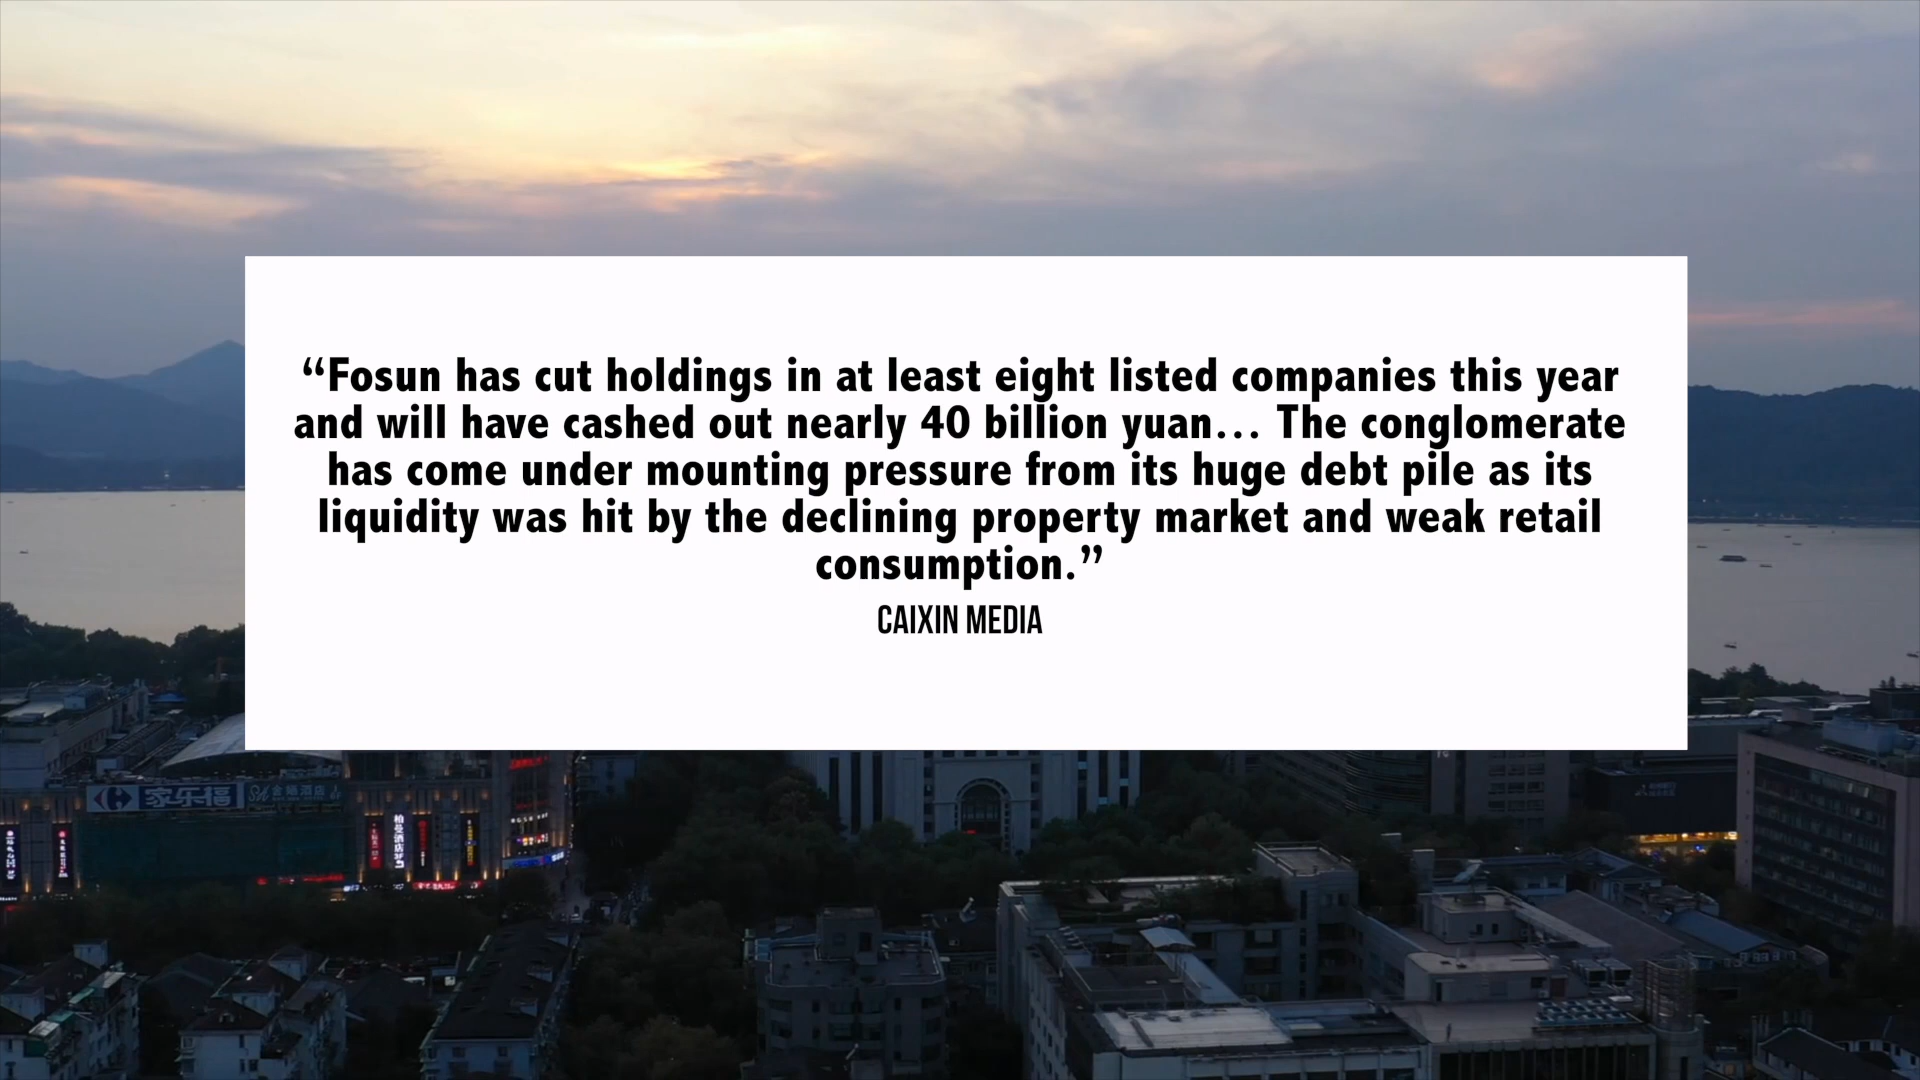 “Fosun has cut holdings in at least eight listed companies this year
and will have cashed out nearly 40 billion yuan... The conglomerate
has come under mounting pressure from its huge debt pile as its
liquidity was hit by the declining property market and weak retail
consumption.”
CAIXIN MEDIA
家乐福